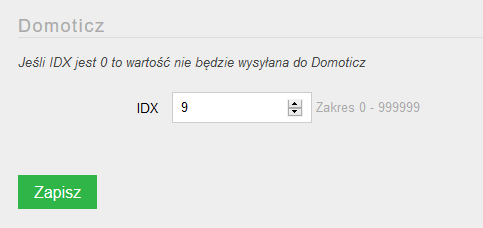 Domoticz
Jeśli IDX jest 0 to wartość nie będzie wysyłana do Domoticz
IDX 9 Zakres 0 - 999999
Zapisz